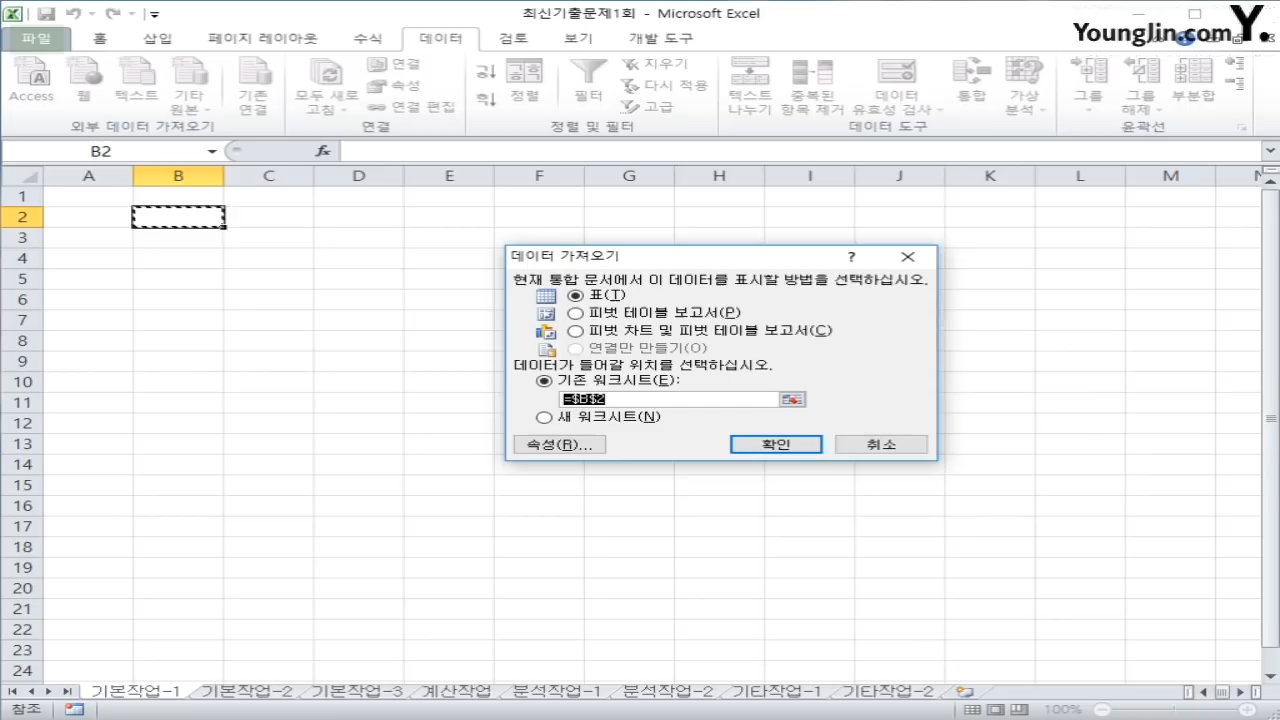 최신기출문제1회 - Microsoft Excel
YoungJin.com Y.
파일 홈 삽입 페이지 레이아웃 수식 데이터 검토 보기 개발 도구
Access 웹 텍스트 기타 원본 기존 연결 모두 새로 고침 연결 속성 연결 편집 정렬 필터 지우기 다시 적용 고급 텍스트 나누기 중복된 항목 제거 데이터 유효성 검사 통합 가상 분석 그룹 그룹 해제 부분합
외부 데이터 가져오기 연결 정렬 및 필터 데이터 도구 윤곽선
B2 fx
A B C D E F G H I J K L M N
1
2
3
4
5
6
7
8
9
10
11
12
13
14
15
16
17
18
19
20
21
22
23
24
데이터 가져오기 ?
현재 통합 문서에서 이 데이터를 표시할 방법을 선택하십시오.
표(T)
피벗 테이블 보고서(P)
피벗 차트 및 피벗 테이블 보고서(C)
연결만 만들기(O)
데이터가 들어갈 위치를 선택하십시오.
기존 워크시트(E):
=$B$2
새 워크시트(N)
속성(R)... 확인 취소
기본작업-1 기본작업-2 기본작업-3 계산작업 분석작업-1 분석작업-2 기타작업-1 기타작업-2
참조 100%